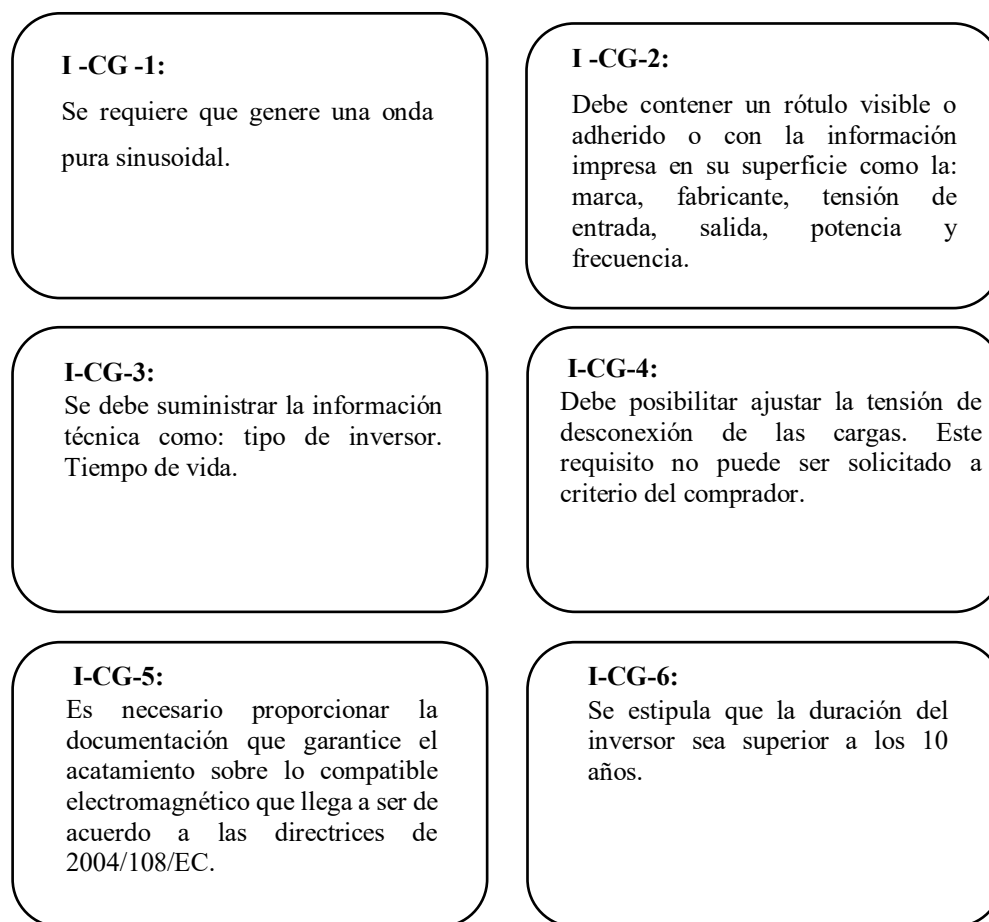 I -CG -1:
Se requiere que genere una onda
pura sinusoidal.
I -CG-2:
Debe contener un rótulo visible o
adherido o con la información
impresa en su superficie como la:
marca, fabricante, tensión de
entrada, salida, potencia y
frecuencia.
I-CG-3:
Se debe suministrar la información
técnica como: tipo de inversor.
Tiempo de vida.
I-CG-4:
Debe posibilitar ajustar la tensión de
desconexión de las cargas. Este
requisito no puede ser solicitado a
criterio del comprador.
I-CG-5:
Es necesario proporcionar la
documentación que garantice el
acatamiento sobre lo compatible
electromagnético que llega a ser de
acuerdo a las directrices de
2004/108/EC.
I-CG-6:
Se estipula que la duración del
inversor sea superior a los 10
años.